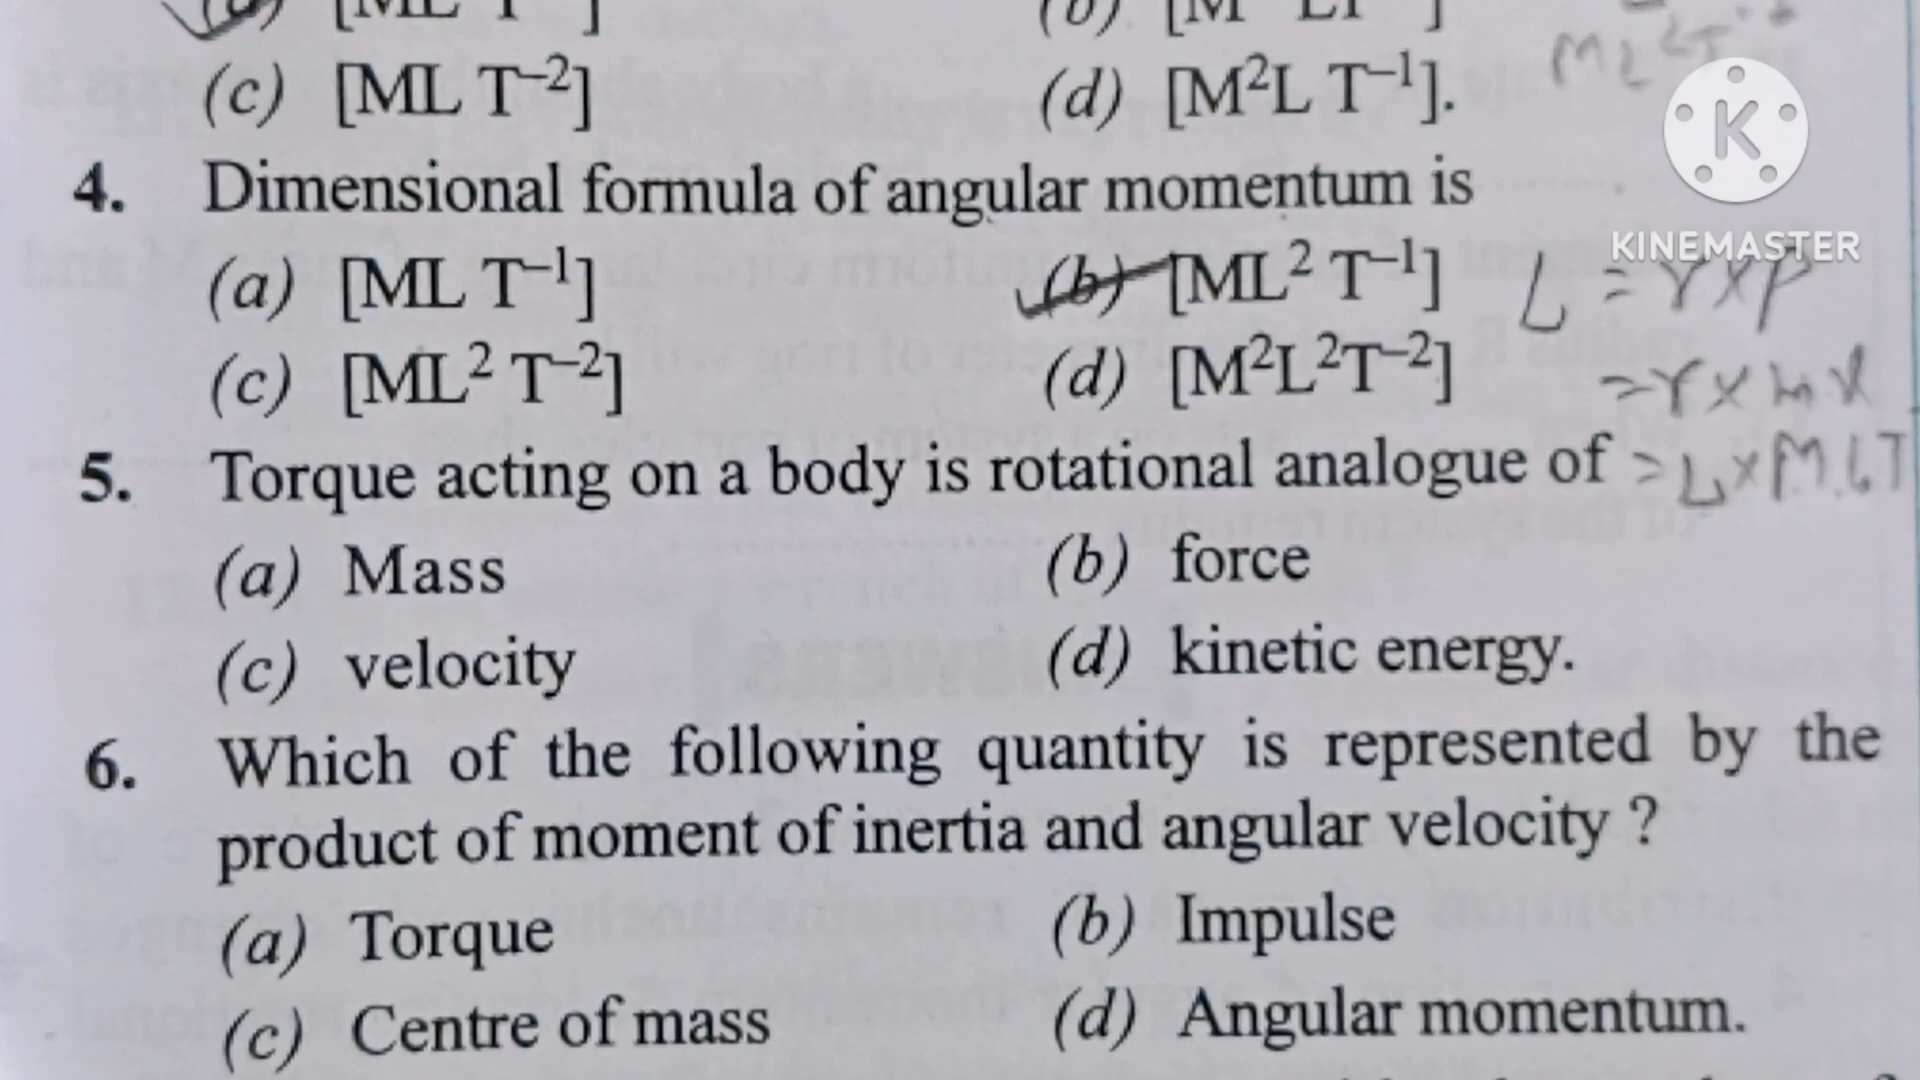 (c) [ML T⁻²] (d) [M²L T⁻¹].
4. Dimensional formula of angular momentum is
KINEMASTER
(a) [ML T⁻¹] (b) [ML² T⁻¹] L = r×p
(c) [ML² T⁻²] (d) [M²L²T⁻²] = r×m×
5. Torque acting on a body is rotational analogue of = L×MLT
(a) Mass (b) force
(c) velocity (d) kinetic energy.
6. Which of the following quantity is represented by the
product of moment of inertia and angular velocity ?
(a) Torque (b) Impulse
(c) Centre of mass (d) Angular momentum.